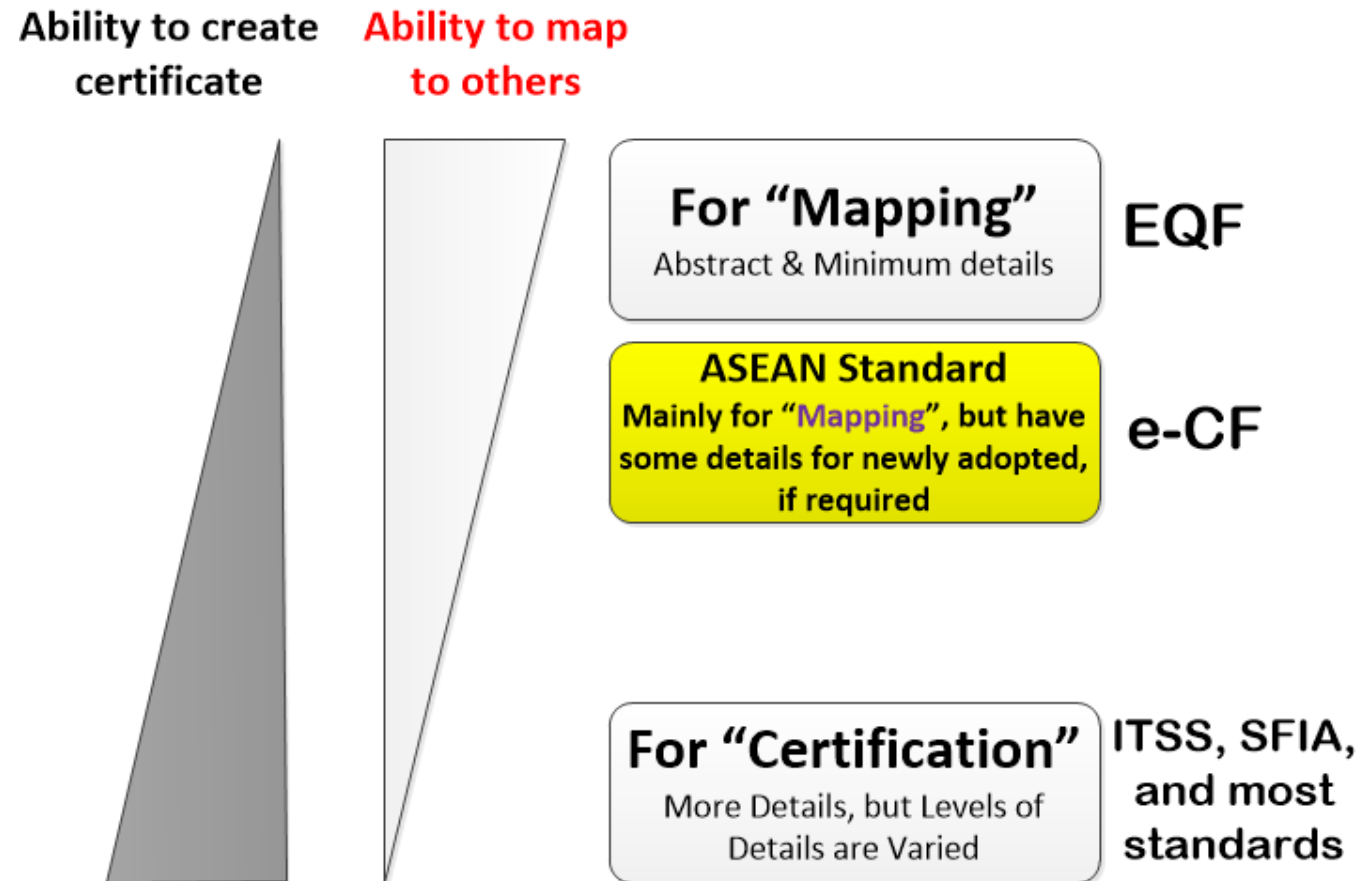 Ability to create
certificate
Ability to map
to others
For “Mapping”
Abstract & Minimum details
EQF
ASEAN Standard
Mainly for “Mapping”, but have
some details for newly adopted,
if required
e-CF
For “Certification”
More Details, but Levels of
Details are Varied
ITSS, SFIA,
and most
standards